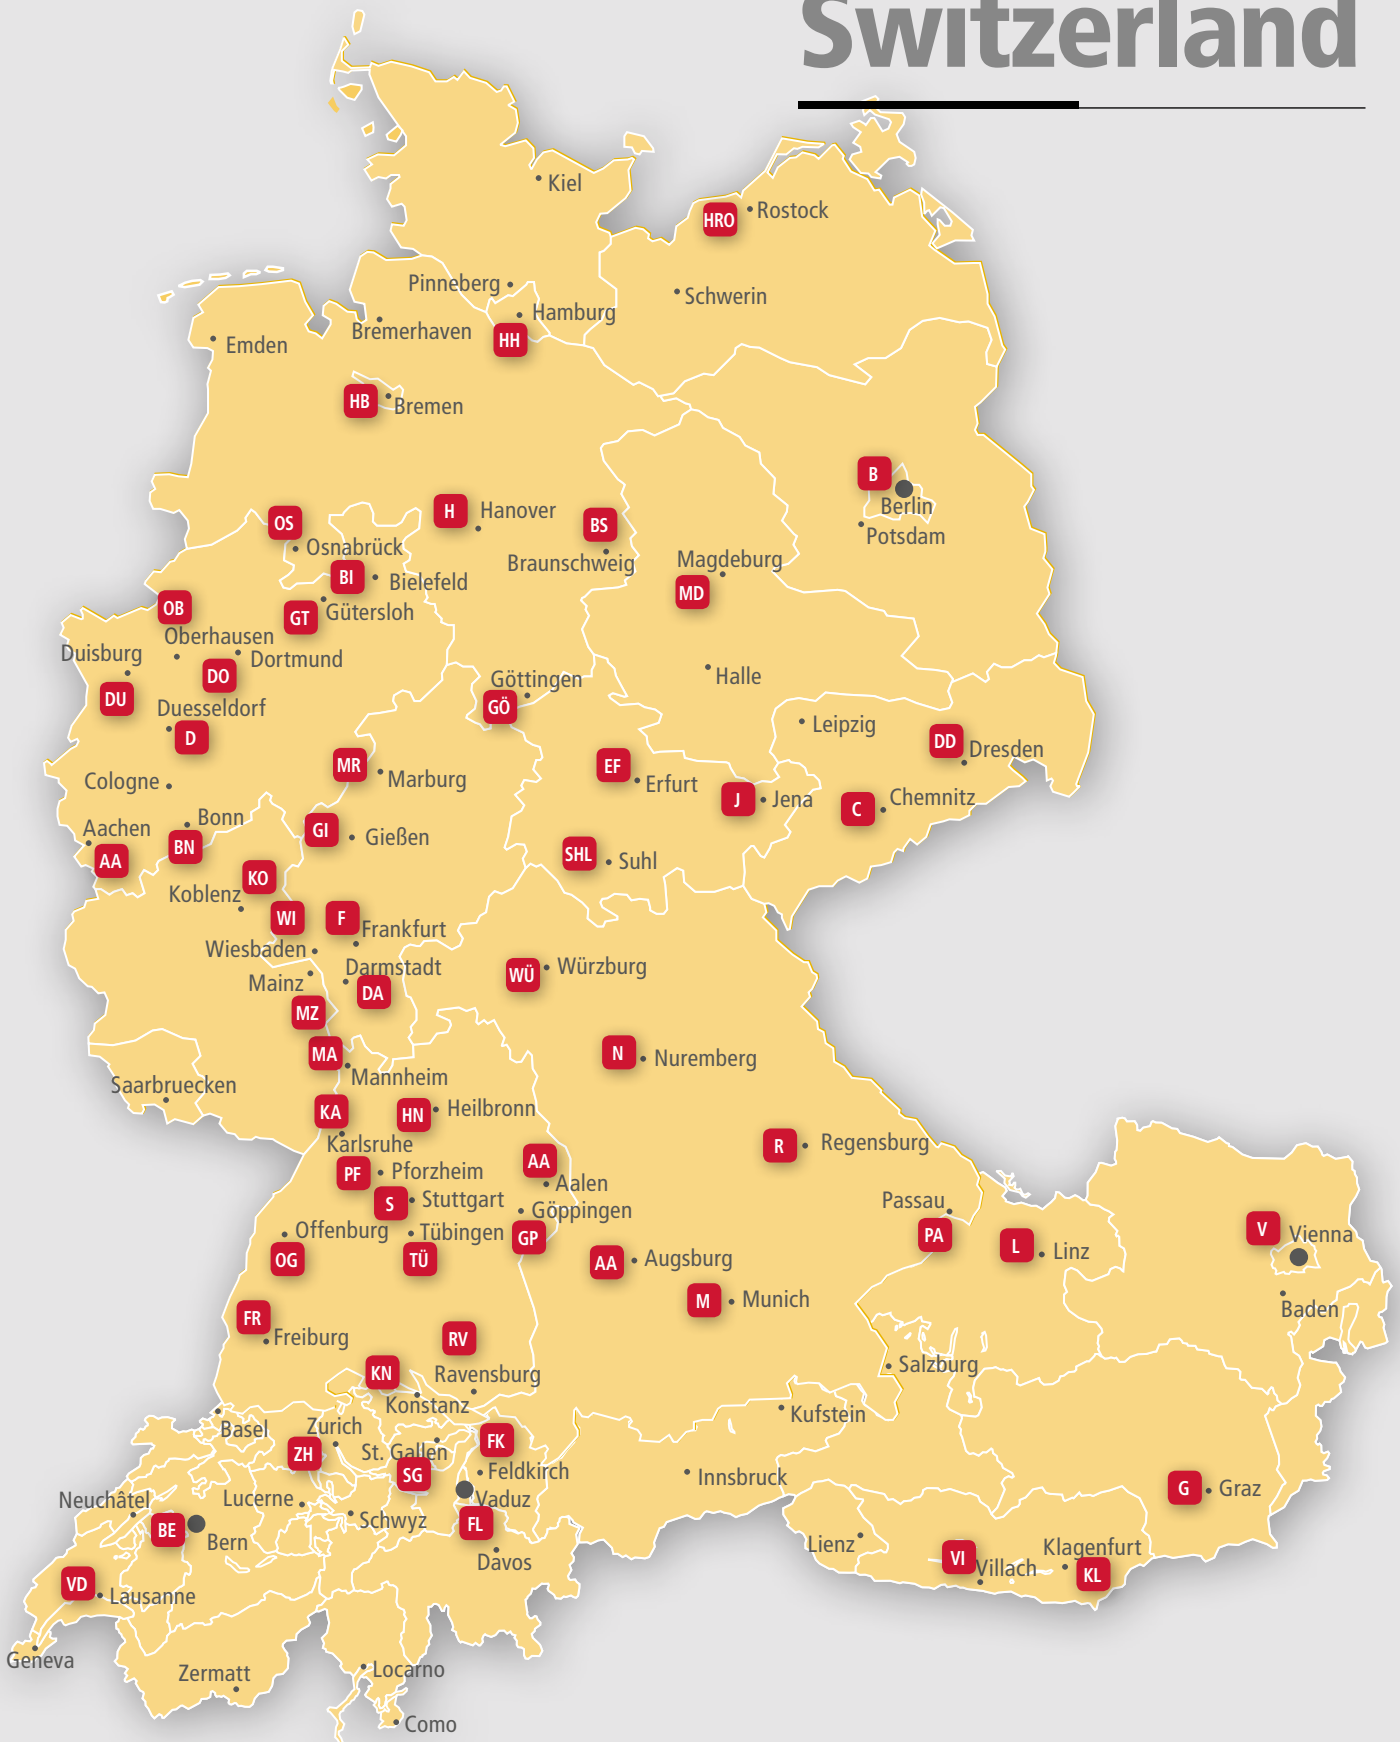 Switzerland
Kiel
HRO
Rostock
Pinneberg
Schwerin
Hamburg
Bremerhaven
HH
Emden
HB
Bremen
B
Berlin
Potsdam
OS
H
Hanover
BS
Osnabrück
Braunschweig
Magdeburg
BI
Bielefeld
MD
OB
GT
Gütersloh
Oberhausen
Duisburg
Dortmund
DO
Halle
DU
Göttingen
GÖ
Duesseldorf
D
Leipzig
DD
Dresden
MR
Marburg
EF
Erfurt
Cologne
J
Jena
C
Chemnitz
Bonn
Aachen
GI
Gießen
BN
AA
SHL
Suhl
KO
Koblenz
WI
F
Frankfurt
Wiesbaden
Darmstadt
WÜ
Würzburg
Mainz
DA
MZ
MA
Mannheim
N
Nuremberg
Saarbruecken
KA
HN
Heilbronn
Karlsruhe
R
Regensburg
PF
Pforzheim
AA
Aalen
S
Stuttgart
Göppingen
Passau
Offenburg
Tübingen
GP
PA
L
Linz
V
Vienna
OG
TÜ
AA
Augsburg
M
Munich
Baden
FR
Freiburg
RV
KN
Ravensburg
Salzburg
Konstanz
Kufstein
Basel
Zurich
ZH
St. Gallen
FK
SG
Feldkirch
Innsbruck
Neuchâtel
Lucerne
Vaduz
G
Graz
BE
Bern
Schwyz
FL
Davos
Lienz
VI
Villach
Klagenfurt
KL
VD
Lausanne
Geneva
Zermatt
Locarno
Como